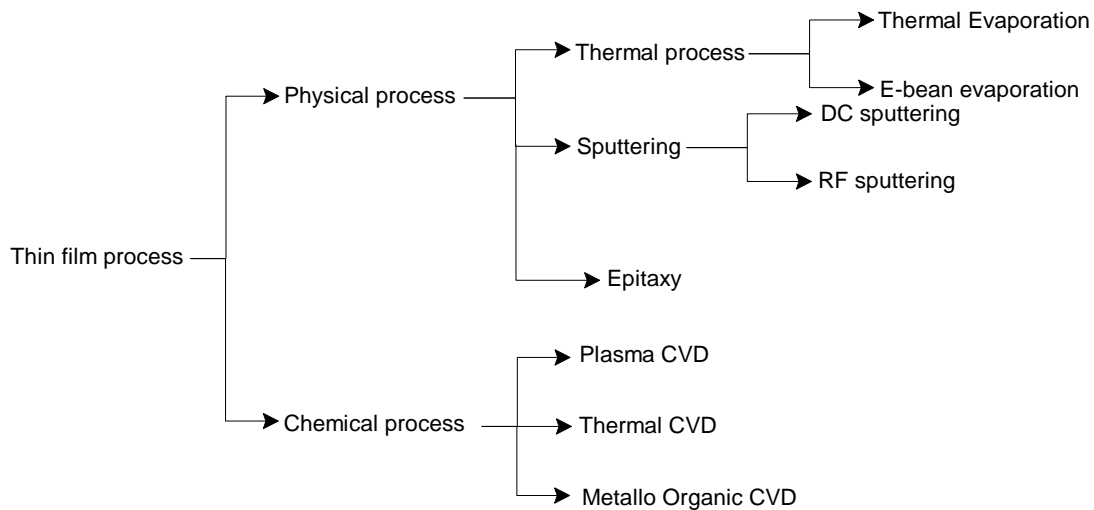 Thermal Evaporation
Thermal process
E-bean evaporation
Physical process
DC sputtering
Sputtering
RF sputtering
Thin film process
Epitaxy
Plasma CVD
Chemical process
Thermal CVD
Metallo Organic CVD